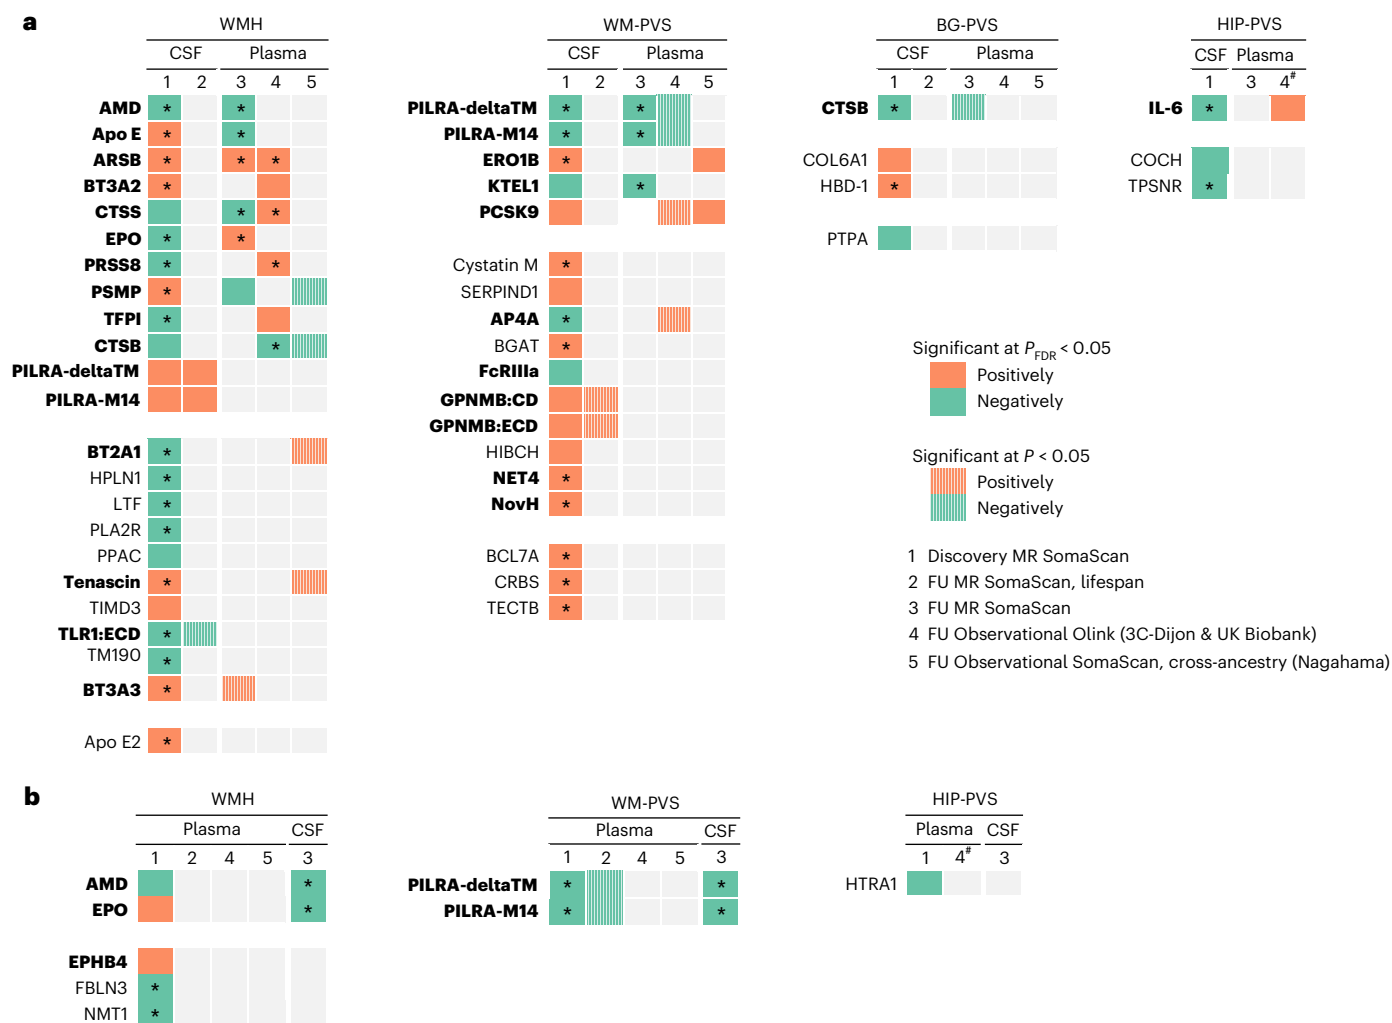 a
WMH
CSF Plasma
1 2 3 4 5
AMD * *
Apo E * *
ARSB * * *
BT3A2 *
CTSS * *
EPO * *
PRSS8 * *
PSMP *
TFPI *
CTSB *
PILRA-deltaTM
PILRA-M14
BT2A1 *
HPLN1 *
LTF *
PLA2R *
PPAC
Tenascin *
TIMD3
TLR1:ECD *
TM190 *
BT3A3 *
Apo E2 *
WM-PVS
CSF Plasma
1 2 3 4 5
PILRA-deltaTM * *
PILRA-M14 * *
ERO1B *
KTEL1 *
PCSK9
Cystatin M *
SERPIND1
AP4A *
BGAT *
FcRIIIa
GPNMB:CD
GPNMB:ECD
HIBCH
NET4 *
NovH *
BCL7A *
CRBS *
TECTB *
BG-PVS
CSF Plasma
1 2 3 4 5
CTSB *
COL6A1
HBD-1 *
PTPA
HIP-PVS
CSF Plasma
1 3 4#
IL-6 *
COCH
TPSNR *
Significant at PFDR < 0.05
Positively
Negatively
Significant at P < 0.05
Positively
Negatively
1 Discovery MR SomaScan
2 FU MR SomaScan, lifespan
3 FU MR SomaScan
4 FU Observational Olink (3C-Dijon & UK Biobank)
5 FU Observational SomaScan, cross-ancestry (Nagahama)
b
WMH
Plasma CSF
1 2 4 5 3
AMD *
EPO *
EPHB4
FBLN3 *
NMT1 *
WM-PVS
Plasma CSF
1 2 4 5 3
PILRA-deltaTM * *
PILRA-M14 * *
HIP-PVS
Plasma CSF
1 4# 3
HTRA1